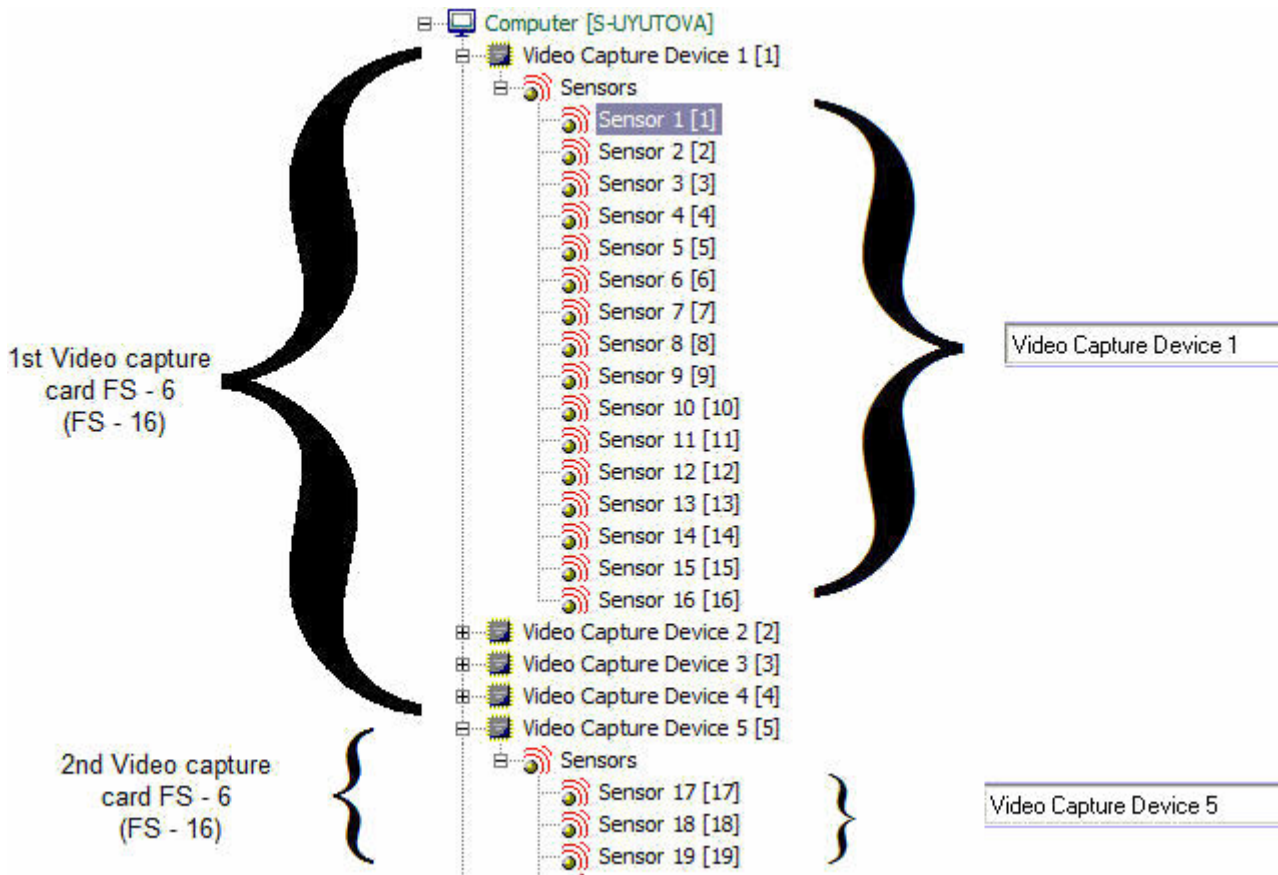 Computer [S-UYUTOVA]
Video Capture Device 1 [1]
Sensors
Sensor 1 [1]
Sensor 2 [2]
Sensor 3 [3]
Sensor 4 [4]
Sensor 5 [5]
Sensor 6 [6]
Sensor 7 [7]
Sensor 8 [8]
Sensor 9 [9]
Sensor 10 [10]
Sensor 11 [11]
Sensor 12 [12]
Sensor 13 [13]
Sensor 14 [14]
Sensor 15 [15]
Sensor 16 [16]
Video Capture Device 2 [2]
Video Capture Device 3 [3]
Video Capture Device 4 [4]
Video Capture Device 5 [5]
Sensors
Sensor 17 [17]
Sensor 18 [18]
Sensor 19 [19]
1st Video capture
card FS - 6
(FS - 16)
2nd Video capture
card FS - 6
(FS - 16)
Video Capture Device 1
Video Capture Device 5